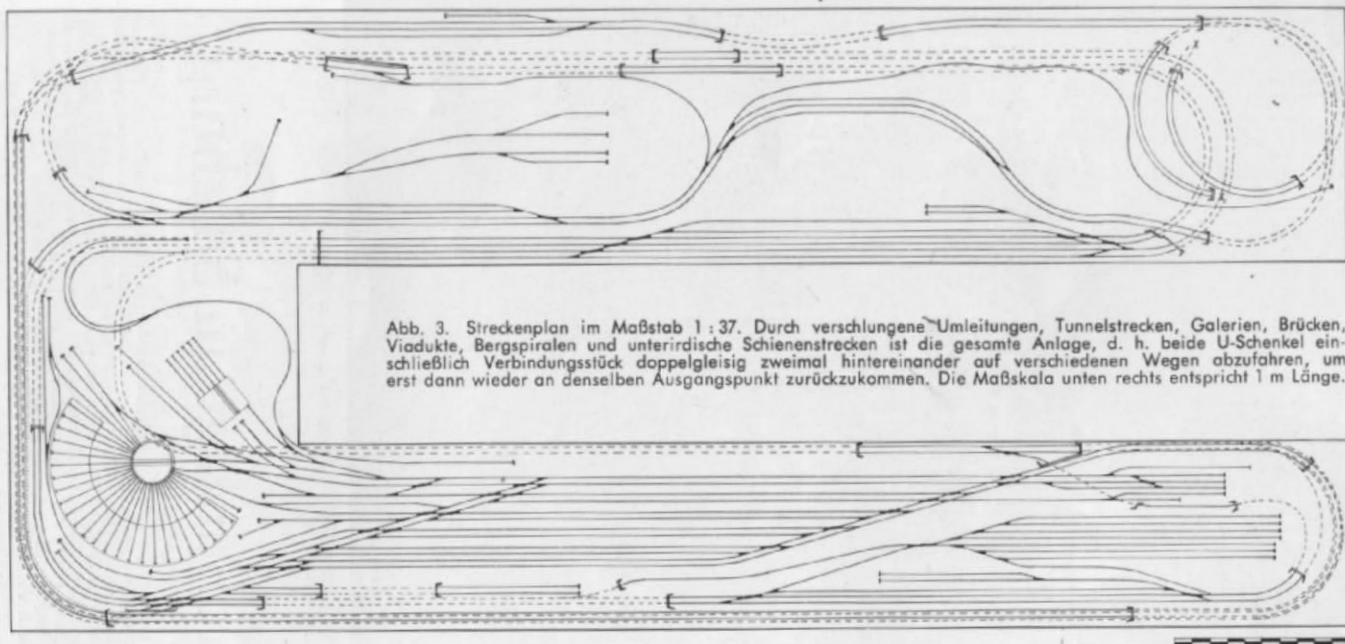 Abb. 3. Streckenplan im Maßstab 1 : 37. Durch verschlungene Umleitungen, Tunnelstrecken, Galerien, Brücken,
Viadukte, Bergspiralen und unterirdische Schienenstrecken ist die gesamte Anlage, d. h. beide U-Schenkel ein-
schließlich Verbindungsstück doppelgleisig zweimal hintereinander auf verschiedenen Wegen abzufahren, um
erst dann wieder an denselben Ausgangspunkt zurückzukommen. Die Maßskala unten rechts entspricht 1 m Länge.